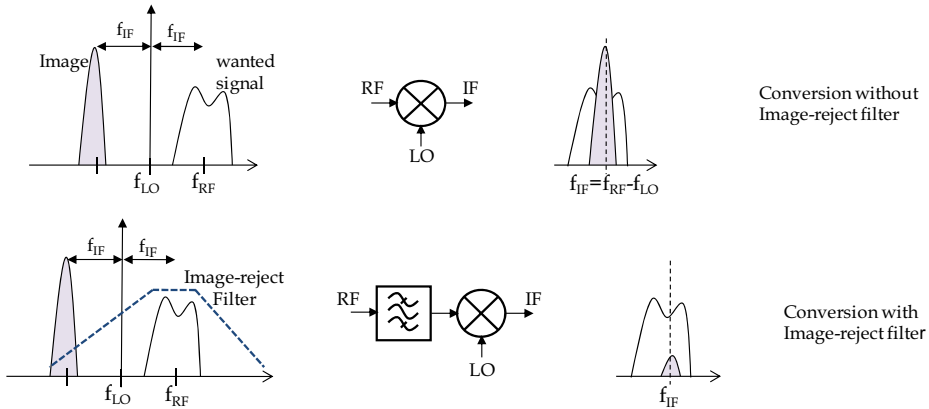 f_IF f_IF
Image
wanted
signal
f_LO f_RF
RF IF
LO
f_IF=f_RF-f_LO
Conversion without
Image-reject filter
f_IF f_IF
Image-reject
Filter
f_LO f_RF
RF IF
LO
f_IF
Conversion with
Image-reject filter